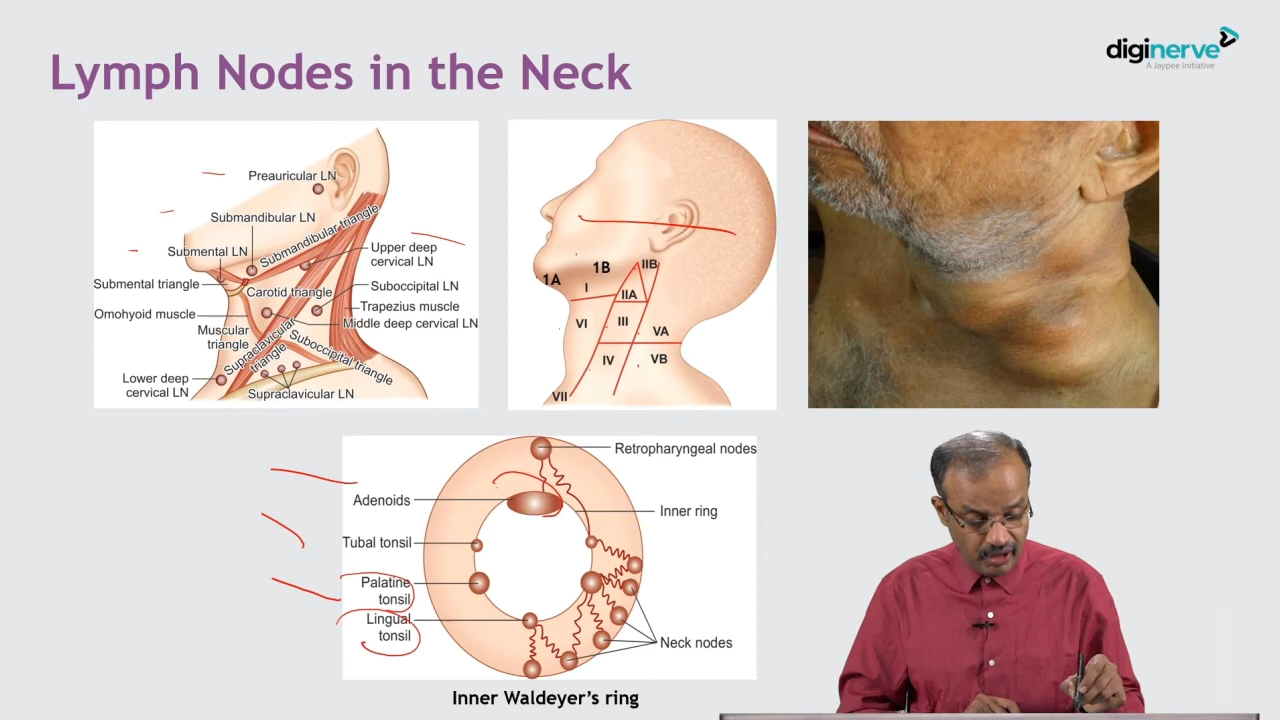 Lymph Nodes in the Neck
diginerve
A Jaypee Initiative
Preauricular LN
Submandibular LN
Submandibular triangle
Submental LN
Upper deep
cervical LN
Submental triangle
Carotid triangle
Suboccipital LN
Omohyoid muscle
Trapezius muscle
Middle deep cervical LN
Muscular
triangle
Supraclavicular
triangle
Suboccipital triangle
Lower deep
cervical LN
Supraclavicular LN
1A
1B
I
IIB
IIA
VI
III
VA
IV
VB
VII
Retropharyngeal nodes
Adenoids
Inner ring
Tubal tonsil
Palatine
tonsil
Lingual
tonsil
Neck nodes
Inner Waldeyer's ring